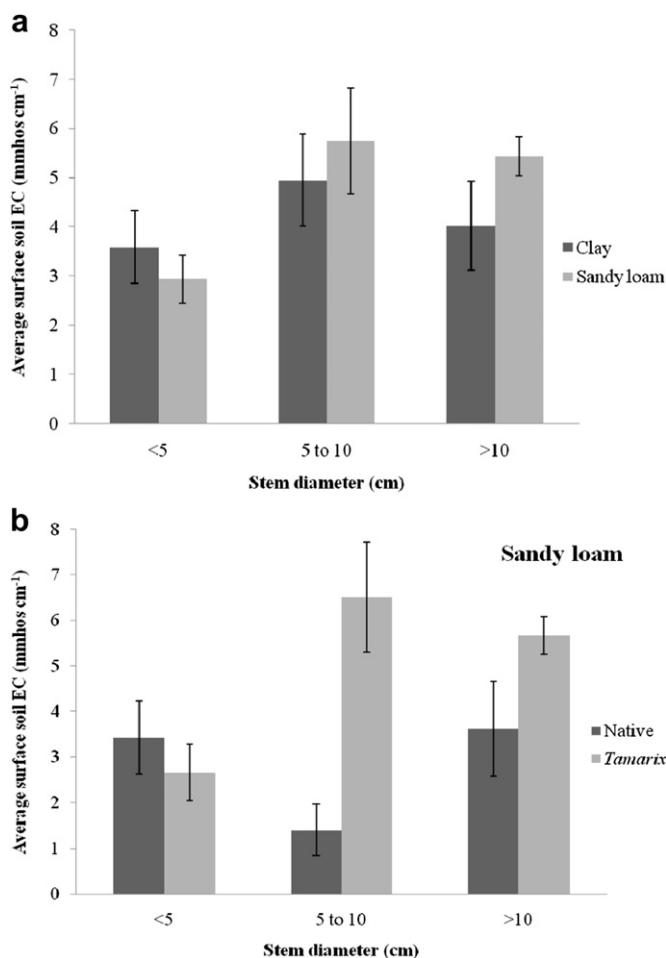 a
Average surface soil EC (mmhos cm⁻¹)
8
7
6
5
4
3
2
1
0
Clay
Sandy loam
<5
5 to 10
>10
Stem diameter (cm)
b
Sandy loam
Average surface soil EC (mmhos cm⁻¹)
8
7
6
5
4
3
2
1
0
Native
Tamarix
<5
5 to 10
>10
Stem diameter (cm)